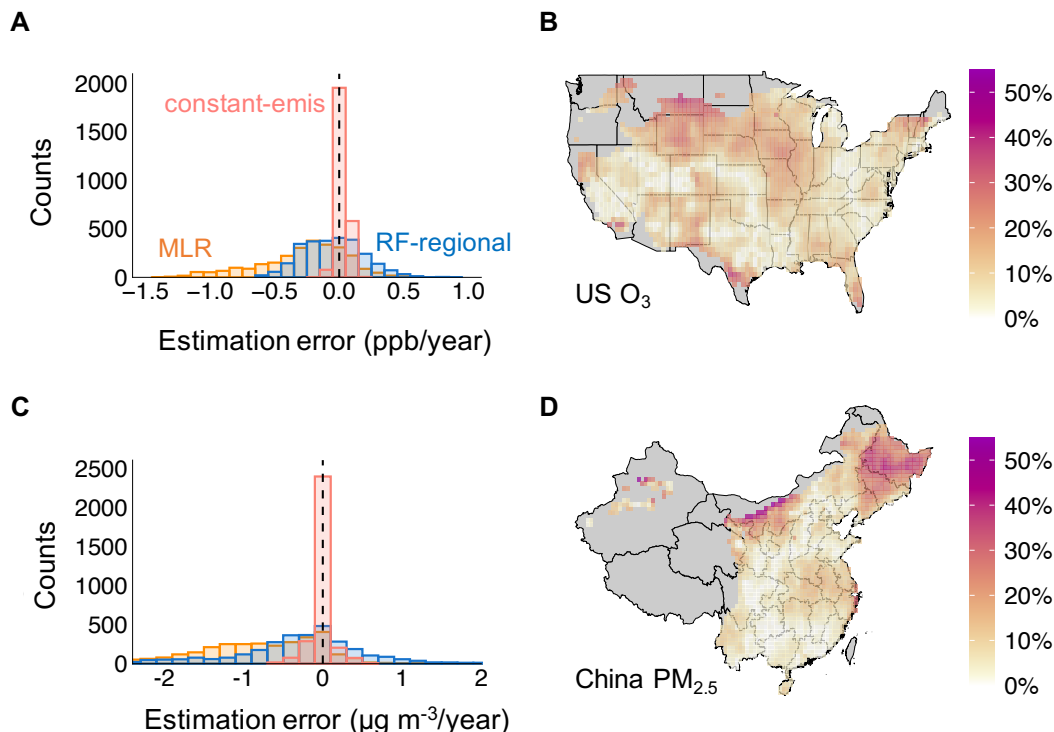 A
2000
1500
1000
500
0
Counts
constant-emis
MLR
RF-regional
−1.5
−1.0
−0.5
0.0
0.5
1.0
Estimation error (ppb/year)
B
US O₃
50%
40%
30%
20%
10%
0%
C
2500
2000
1500
1000
500
0
Counts
-2
-1
0
1
2
Estimation error (µg m⁻³/year)
D
China PM₂.₅
50%
40%
30%
20%
10%
0%